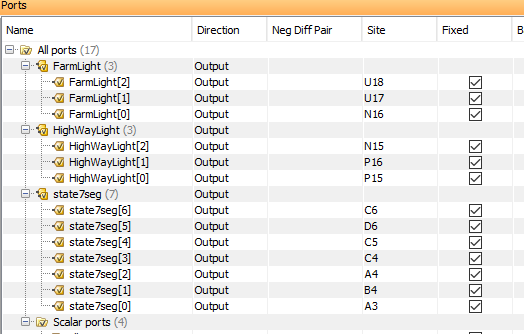 Ports
Name Direction Neg Diff Pair Site Fixed B
All ports (17)
FarmLight (3) Output
FarmLight[2] Output U18
FarmLight[1] Output U17
FarmLight[0] Output N16
HighWayLight (3) Output
HighWayLight[2] Output N15
HighWayLight[1] Output P16
HighWayLight[0] Output P15
state7seg (7) Output
state7seg[6] Output C6
state7seg[5] Output D6
state7seg[4] Output C5
state7seg[3] Output C4
state7seg[2] Output A4
state7seg[1] Output B4
state7seg[0] Output A3
Scalar ports (4)